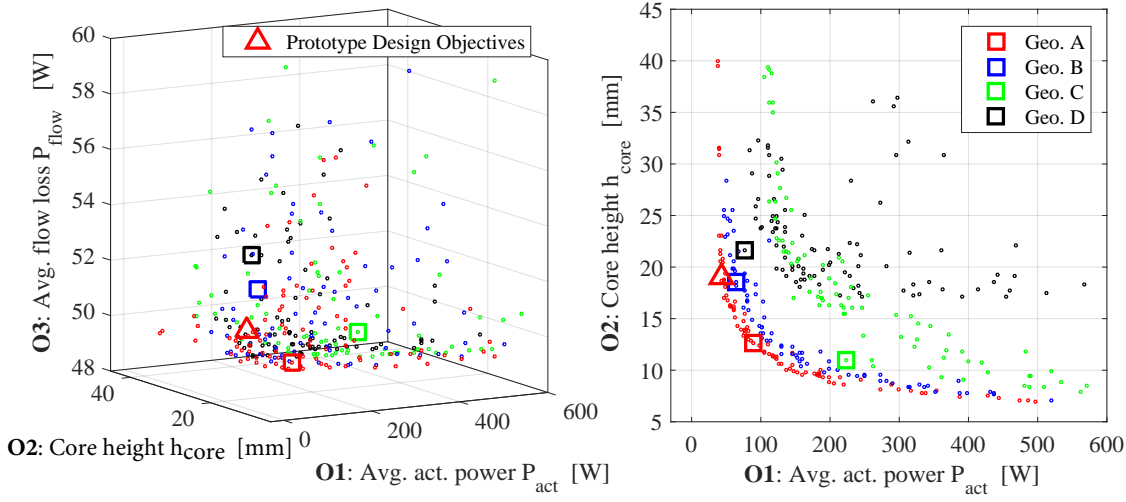 Prototype Design Objectives
O3: Avg. flow loss P_flow [W]
60
58
56
54
52
50
48
40
20
0
200
400
600
O2: Core height h_core [mm]
O1: Avg. act. power P_act [W]
Geo. A
Geo. B
Geo. C
Geo. D
O2: Core height h_core [mm]
45
40
35
30
25
20
15
10
5
0
100
200
300
400
500
600
O1: Avg. act. power P_act [W]